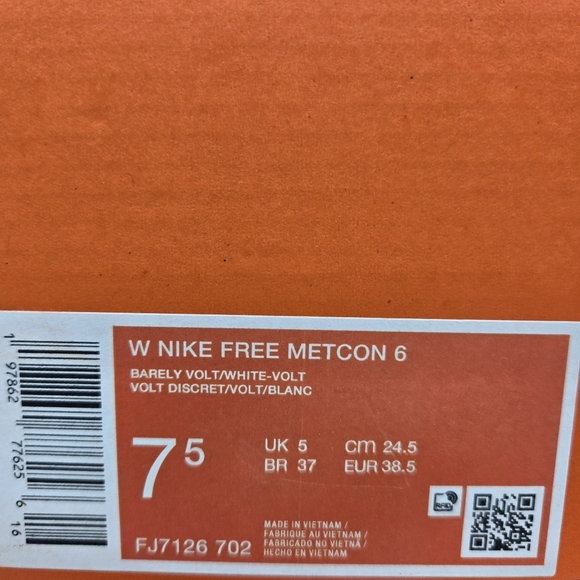 W NIKE FREE METCON 6
BARELY VOLT/WHITE-VOLT
VOLT DISCRET/VOLT/BLANC
7⁵
UK 5 cm 24.5
BR 37 EUR 38.5
RFID
FJ7126 702
MADE IN VIETNAM /
FABRIQUE AU VIETNAM /
FABRICADO NO VIETNÃ /
HECHO EN VIETNAM
1 97862 77625 6 16